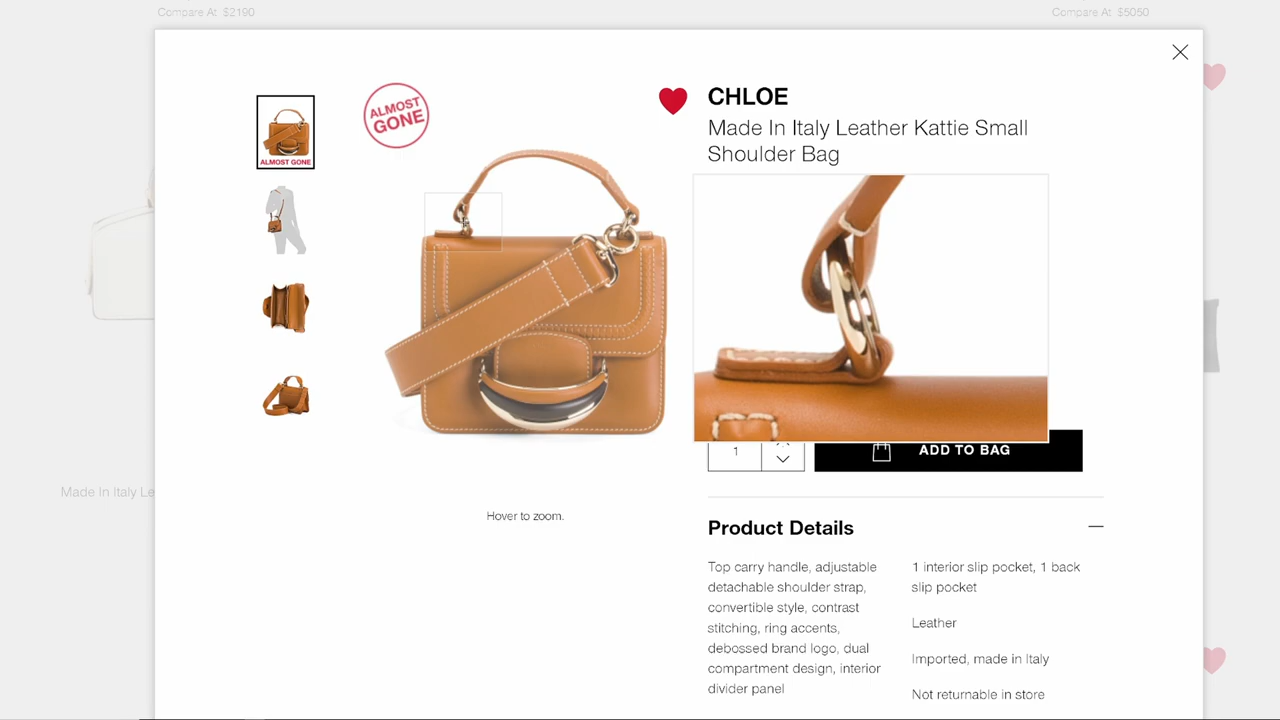 Compare At $2190
Compare At $5050
ALMOST GONE
ALMOST
GONE
CHLOE
Made In Italy Leather Kattie Small
Shoulder Bag
1
ADD TO BAG
Made In Italy Le
Hover to zoom.
Product Details
Top carry handle, adjustable
detachable shoulder strap,
convertible style, contrast
stitching, ring accents,
debossed brand logo, dual
compartment design, interior
divider panel
1 interior slip pocket, 1 back
slip pocket
Leather
Imported, made in Italy
Not returnable in store